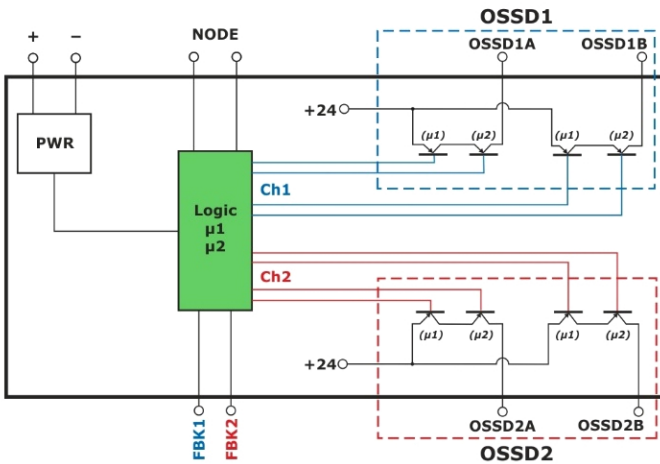 OSSD1
+ −
NODE
OSSD1A
OSSD1B
+24
(µ1)
(µ2)
(µ1)
(µ2)
PWR
Ch1
Logic
µ1
µ2
Ch2
(µ1)
(µ2)
(µ1)
(µ2)
+24
FBK1
FBK2
OSSD2A
OSSD2B
OSSD2